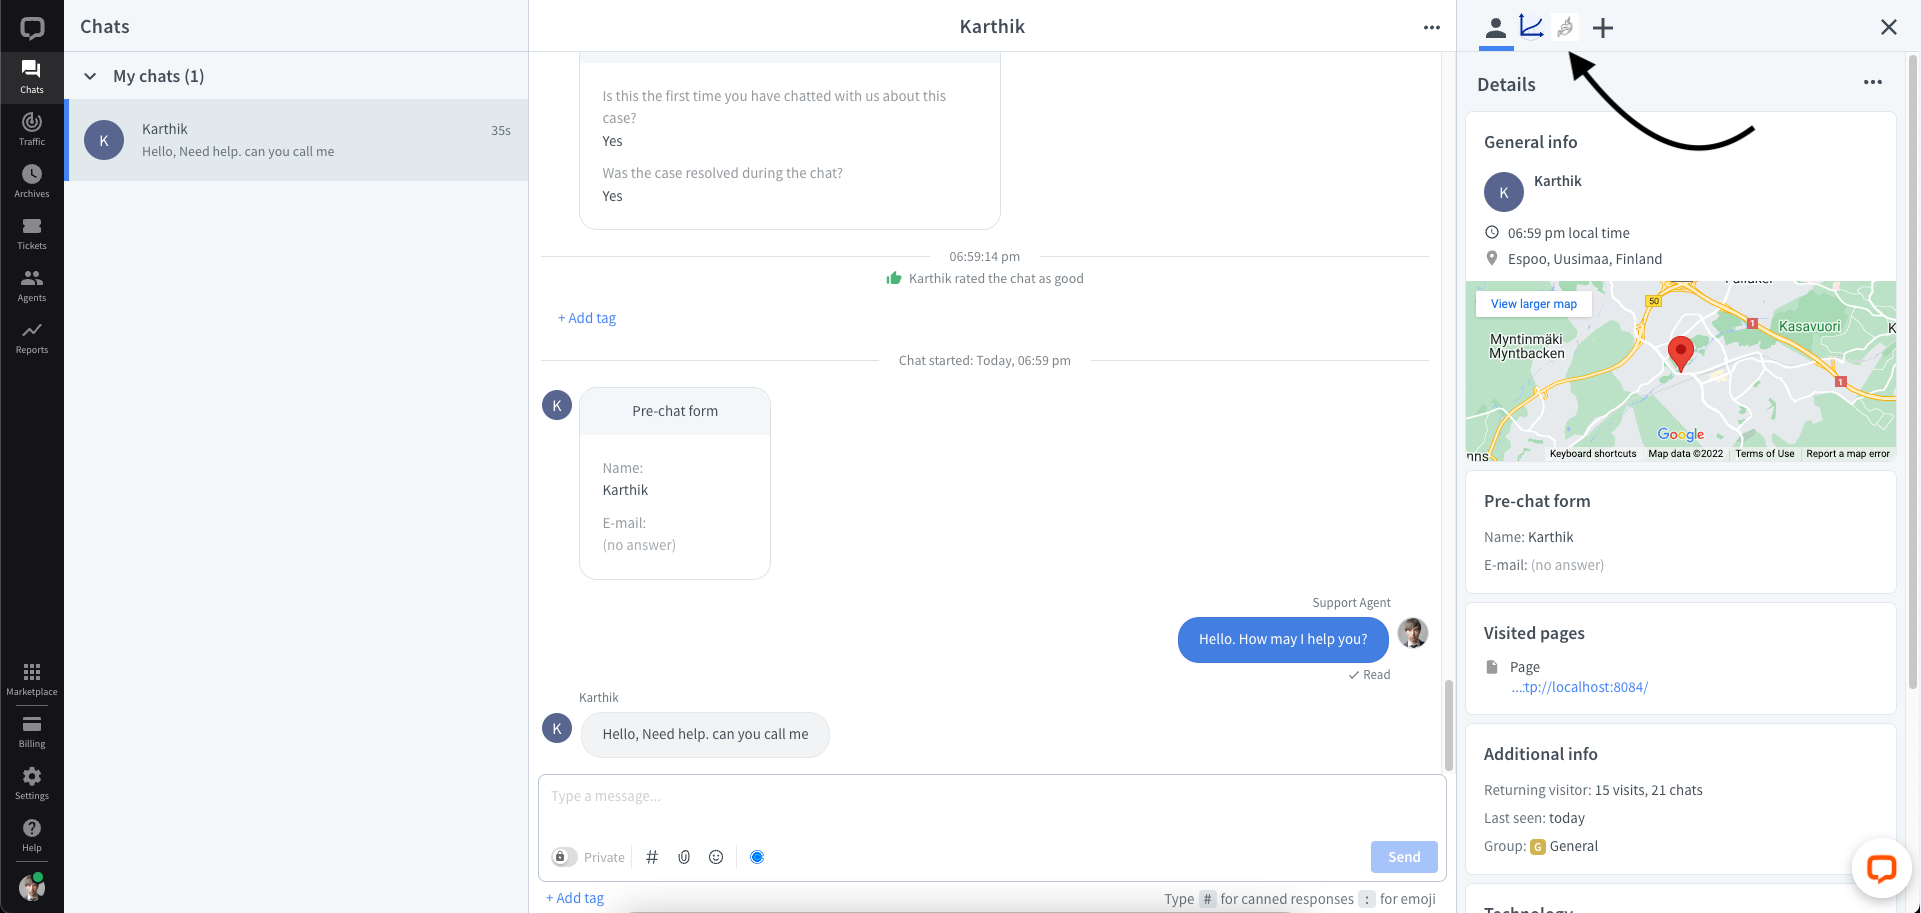 Chats
Traffic
Archives
Tickets
Agents
Reports
Marketplace
Billing
Settings
Help
Chats
My chats (1)
K
Karthik
35s
Hello, Need help. can you call me
Karthik
Is this the first time you have chatted with us about this
case?
Yes
Was the case resolved during the chat?
Yes
06:59:14 pm
Karthik rated the chat as good
+ Add tag
Chat started: Today, 06:59 pm
K
Pre-chat form
Name:
Karthik
E-mail:
(no answer)
Support Agent
Hello. How may I help you?
Read
Karthik
K
Hello, Need help. can you call me
Type a message...
Private
Send
+ Add tag
Type # for canned responses : for emoji
Details
General info
K
Karthik
06:59 pm local time
Espoo, Uusimaa, Finland
View larger map
50
1
Kasavuori
K
Myntinmäki
Myntbacken
1
Google
nns
Keyboard shortcuts
Map data ©2022
Terms of Use
Report a map error
Pre-chat form
Name: Karthik
E-mail: (no answer)
Visited pages
Page
...tp://localhost:8084/
Additional info
Returning visitor: 15 visits, 21 chats
Last seen: today
Group: G General
Technology